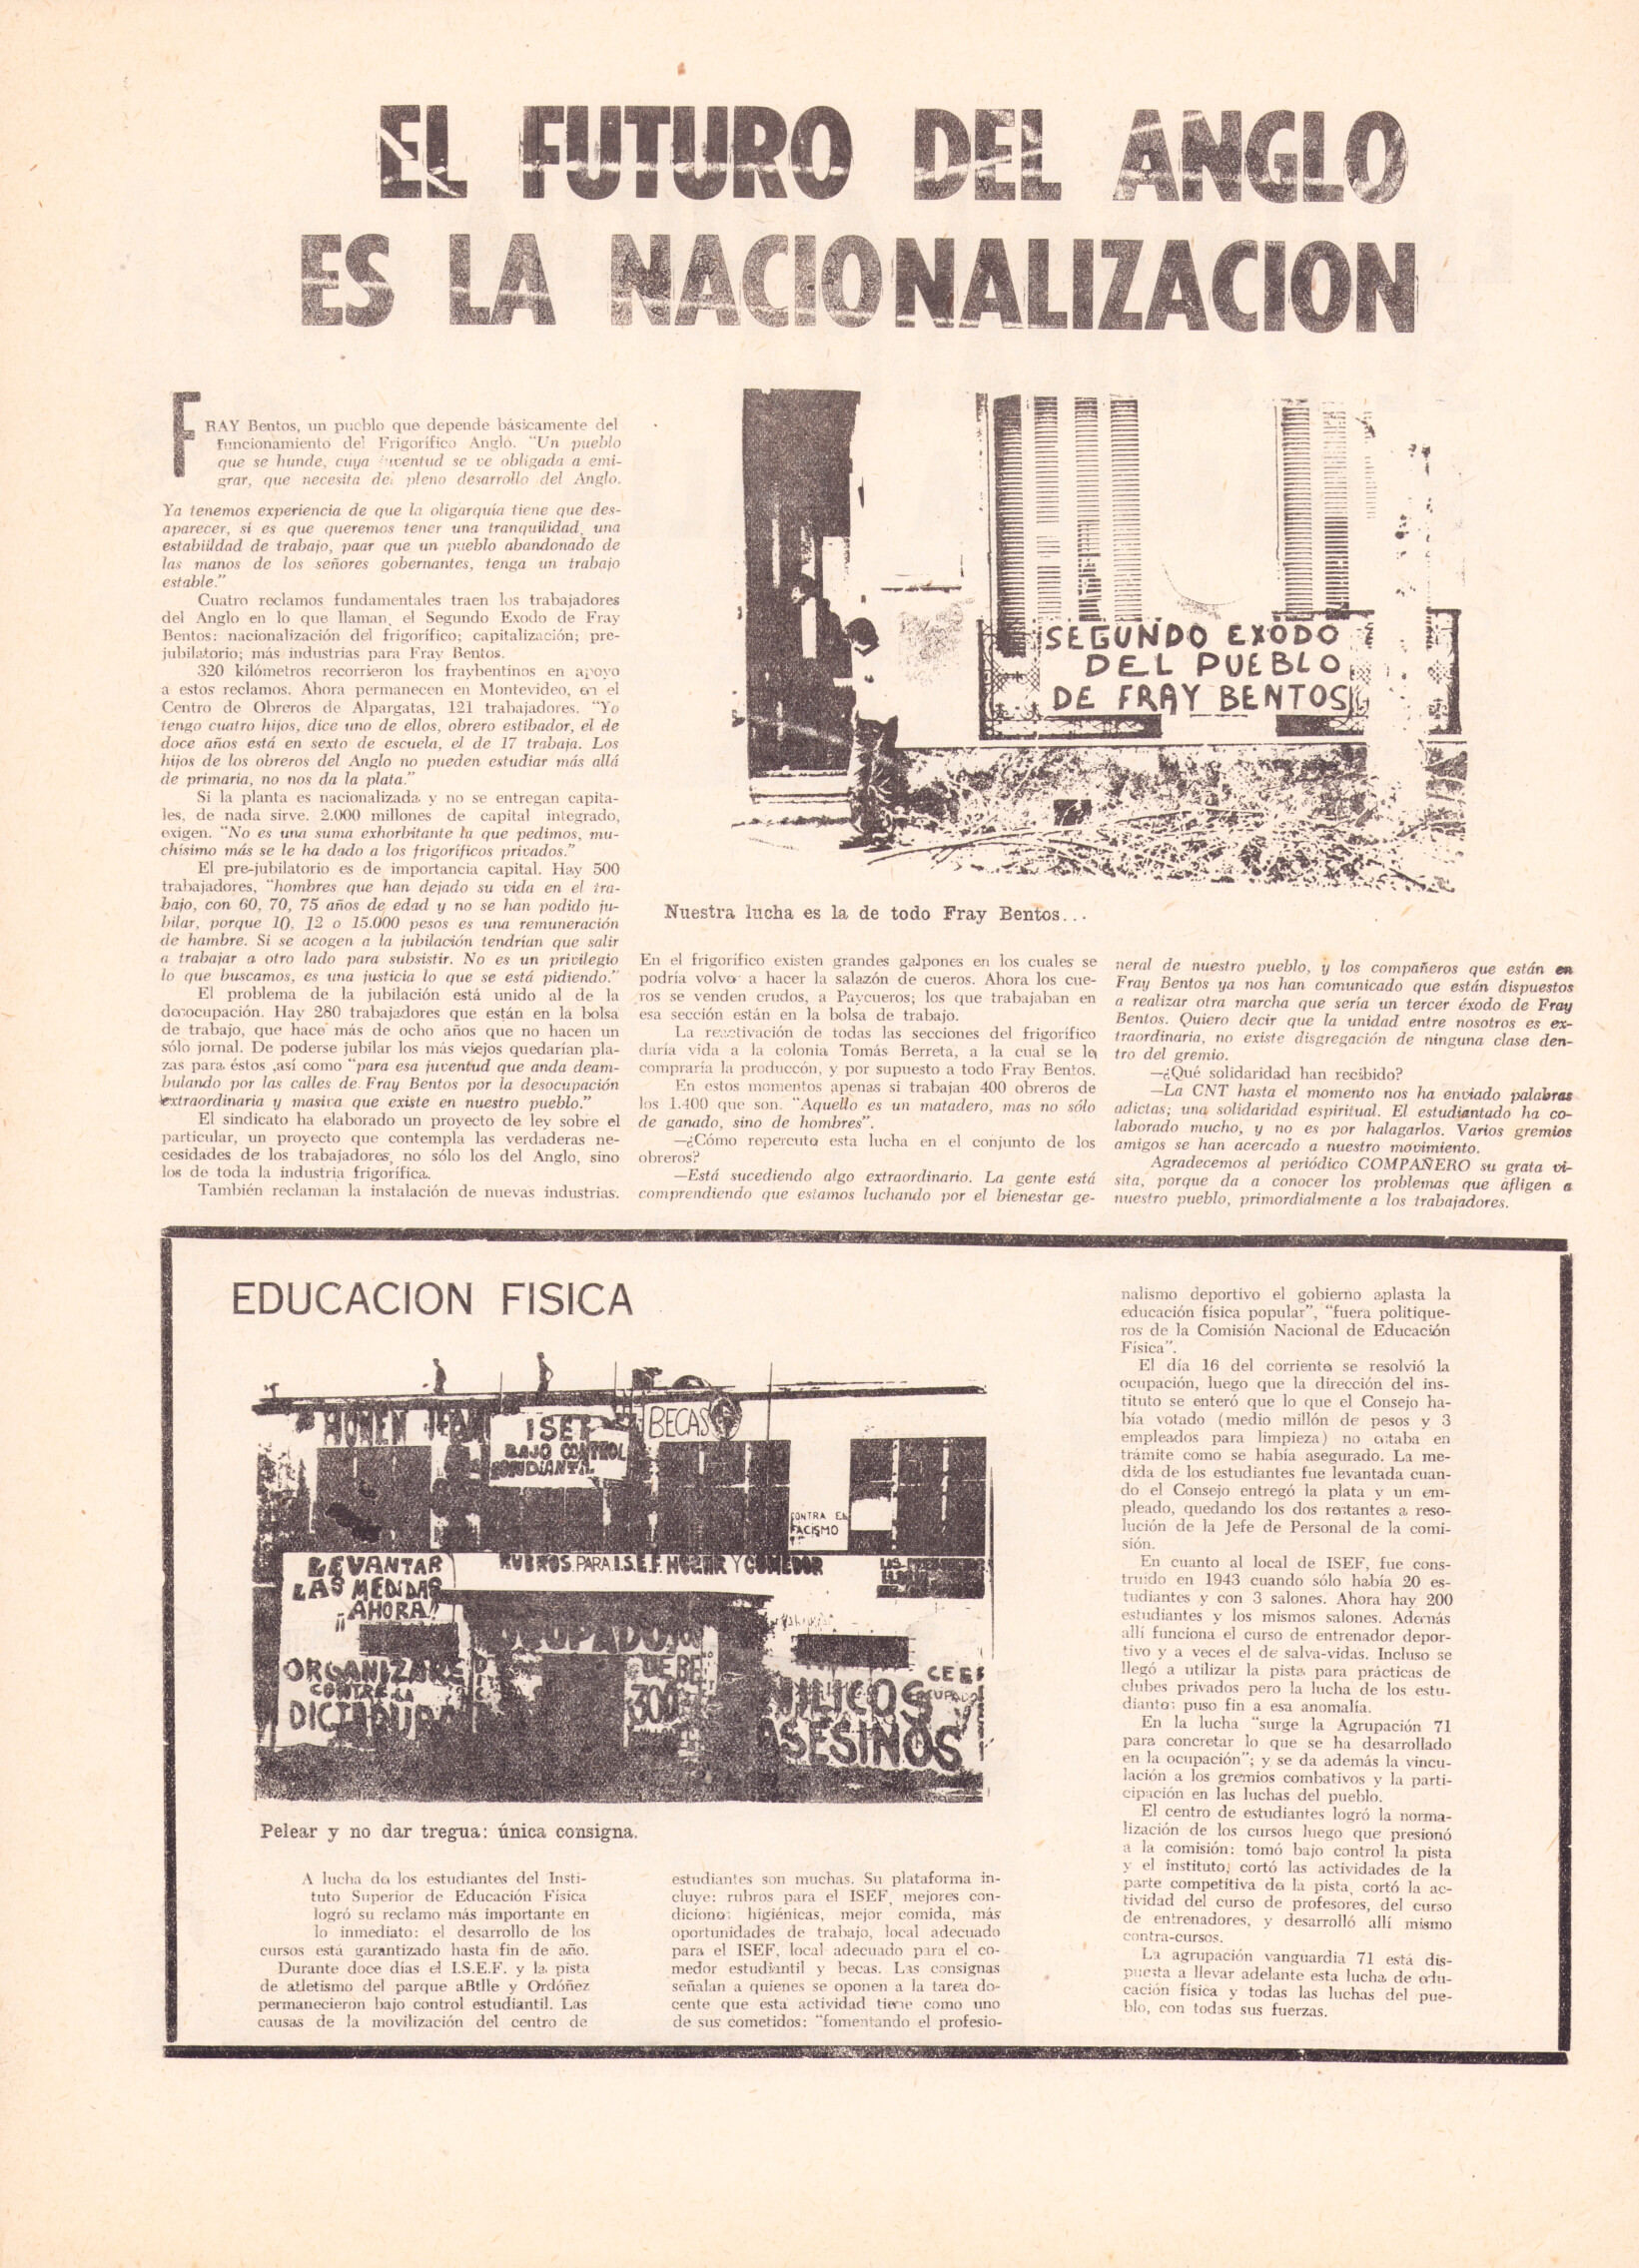 EL FUTURO DEL ANGLO
ES LA NACIONALIZACION
FRAY Bentos, un pueblo que depende básicamente del
funcionamiento del Frigorífico Anglo. "Un pueblo
que se hunde, cuya juventud se ve obligada a emi-
grar, que necesita del pleno desarrollo del Anglo.
Ya tenemos experiencia de que la oligarquía tiene que des-
aparecer, si es que queremos tener una tranquilidad, una
estabiildad de trabajo, paar que un pueblo abandonado de
las manos de los señores gobernantes, tenga un trabajo
estable."
Cuatro reclamos fundamentales traen los trabajadores
del Anglo en lo que llaman, el Segundo Exodo de Fray
Bentos: nacionalización del frigorífico; capitalización; pre-
jubilatorio; más industrias para Fray Bentos.
320 kilómetros recorrieron los fraybentinos en apoyo
a estos reclamos. Ahora permanecen en Montevideo, en el
Centro de Obreros de Alpargatas, 121 trabajadores. "Yo
tengo cuatro hijos, dice uno de ellos, obrero estibador, el de
doce años está en sexto de escuela, el de 17 trabaja. Los
hijos de los obreros del Anglo no pueden estudiar más allá
de primaria, no nos da la plata."
Si la planta es nacionalizada y no se entregan capita-
les, de nada sirve. 2.000 millones de capital integrado,
exigen. "No es una suma exhorbitante la que pedimos, mu-
chísimo más se le ha dado a los frigoríficos privados."
El pre-jubilatorio es de importancia capital. Hay 500
trabajadores, "hombres que han dejado su vida en el tra-
bajo, con 60, 70, 75 años de edad y no se han podido ju-
bilar, porque 10, 12 o 15.000 pesos es una remuneración
de hambre. Si se acogen a la jubilación tendrían que salir
a trabajar a otro lado para subsistir. No es un privilegio
lo que buscamos, es una justicia lo que se está pidiendo."
El problema de la jubilación está unido al de la
desocupación. Hay 280 trabajadores que están en la bolsa
de trabajo, que hace más de ocho años que no hacen un
sólo jornal. De poderse jubilar los más viejos quedarían pla-
zas para éstos ,así como "para esa juventud que anda deam-
bulando por las calles de Fray Bentos por la desocupación
extraordinaria y masiva que existe en nuestro pueblo."
El sindicato ha elaborado un proyecto de ley sobre el
particular, un proyecto que contempla las verdaderas ne-
cesidades de los trabajadores, no sólo los del Anglo, sino
los de toda la industria frigorífica.
También reclaman la instalación de nuevas industrias.
SEGUNDO EXODO
DEL PUEBLO
DE FRAY BENTOS
Nuestra lucha es la de todo Fray Bentos...
En el frigorífico existen grandes galpones en los cuales se
podría volver a hacer la salazón de cueros. Ahora los cue-
ros se venden crudos, a Paycueros; los que trabajaban en
esa sección están en la bolsa de trabajo.
La reactivación de todas las secciones del frigorífico
daría vida a la colonia Tomás Berreta, a la cual se le
compraría la produccón, y por supuesto a todo Fray Bentos.
En estos momentos apenas si trabajan 400 obreros de
los 1.400 que son. "Aquello es un matadero, mas no sólo
de ganado, sino de hombres".
—¿Cómo repercute esta lucha en el conjunto de los
obreros?
—Está sucediendo algo extraordinario. La gente está
comprendiendo que estamos luchando por el bienestar ge-
neral de nuestro pueblo, y los compañeros que están en
Fray Bentos ya nos han comunicado que están dispuestos
a realizar otra marcha que sería un tercer éxodo de Fray
Bentos. Quiero decir que la unidad entre nosotros es ex-
traordinaria, no existe disgregación de ninguna clase den-
tro del gremio.
—¿Qué solidaridad han recibido?
—La CNT hasta el momento nos ha enviado palabras
adictas; una solidaridad espiritual. El estudiantado ha co-
laborado mucho, y no es por halagarlos. Varios gremios
amigos se han acercado a nuestro movimiento.
Agradecemos al periódico COMPAÑERO su grata vi-
sita, porque da a conocer los problemas que afligen a
nuestro pueblo, primordialmente a los trabajadores.
EDUCACION FISICA
ISEF
BAJO CONTROL
ESTUDIANTIL
BECAS
CONTRA EL
FACISMO
LEVANTAR
LAS MEDIDAS
¡¡AHORA!!
RUBROS PARA I.S.E.F. HOGAR Y COMEDOR
OCUPADO
DEBE
300
ORGANIZARSE
CONTRA LA
DICTADURA
CEEF
OCUPADO
MILICOS
ASESINOS
Pelear y no dar tregua: única consigna.
A lucha de los estudiantes del Insti-
tuto Superior de Educación Física
logró su reclamo más importante en
lo inmediato: el desarrollo de los
cursos está garantizado hasta fin de año.
Durante doce días el I.S.E.F. y la pista
de atletismo del parque aBtlle y Ordóñez
permanecieron bajo control estudiantil. Las
causas de la movilización del centro de
estudiantes son muchas. Su plataforma in-
cluye: rubros para el ISEF, mejores con-
diciones higiénicas, mejor comida, más
oportunidades de trabajo, local adecuado
para el ISEF, local adecuado para el co-
medor estudiantil y becas. Las consignas
señalan a quienes se oponen a la tarea do-
cente que esta actividad tiene como uno
de sus cometidos: "fomentando el profesio-
nalismo deportivo el gobierno aplasta la
educación física popular", "fuera politique-
ros de la Comisión Nacional de Educación
Física".
El día 16 del corriente se resolvió la
ocupación, luego que la dirección del ins-
tituto se enteró que lo que el Consejo ha-
bía votado (medio millón de pesos y 3
empleados para limpieza) no estaba en
trámite como se había asegurado. La me-
dida de los estudiantes fue levantada cuan-
do el Consejo entregó la plata y un em-
pleado, quedando los dos restantes a reso-
lución de la Jefe de Personal de la comi-
sión.
En cuanto al local de ISEF, fue cons-
truido en 1943 cuando sólo había 20 es-
tudiantes y con 3 salones. Ahora hay 200
estudiantes y los mismos salones. Además
allí funciona el curso de entrenador depor-
tivo y a veces el de salva-vidas. Incluso se
llegó a utilizar la pista para prácticas de
clubes privados pero la lucha de los estu-
diantes puso fin a esa anomalía.
En la lucha "surge la Agrupación 71
para concretar lo que se ha desarrollado
en la ocupación"; y se da además la vincu-
lación a los gremios combativos y la parti-
cipación en las luchas del pueblo.
El centro de estudiantes logró la norma-
lización de los cursos luego que presionó
a la comisión: tomó bajo control la pista
y el instituto, cortó las actividades de la
parte competitiva de la pista, cortó la ac-
tividad del curso de profesores, del curso
de entrenadores, y desarrolló allí mismo
contra-cursos.
La agrupación vanguardia 71 está dis-
puesta a llevar adelante esta lucha de edu-
cación física y todas las luchas del pue-
blo, con todas sus fuerzas.